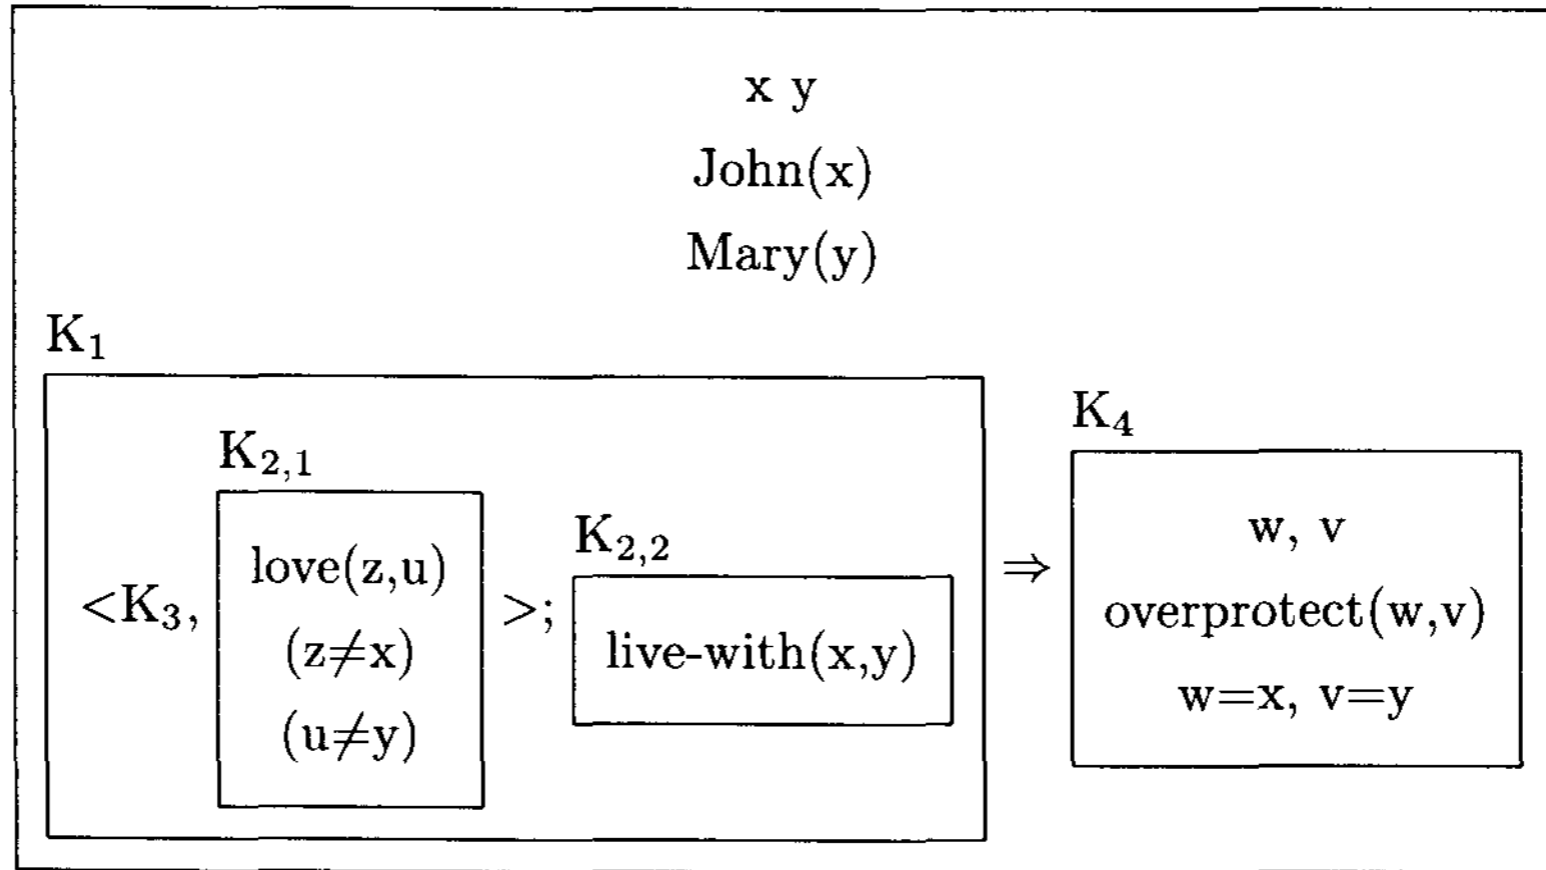 x y
John(x)
Mary(y)
K₁
K₂,₁
<K₃,
love(z,u)
(z≠x)
(u≠y)
>;
K₂,₂
live-with(x,y)
⇒
K₄
w, v
overprotect(w,v)
w=x, v=y